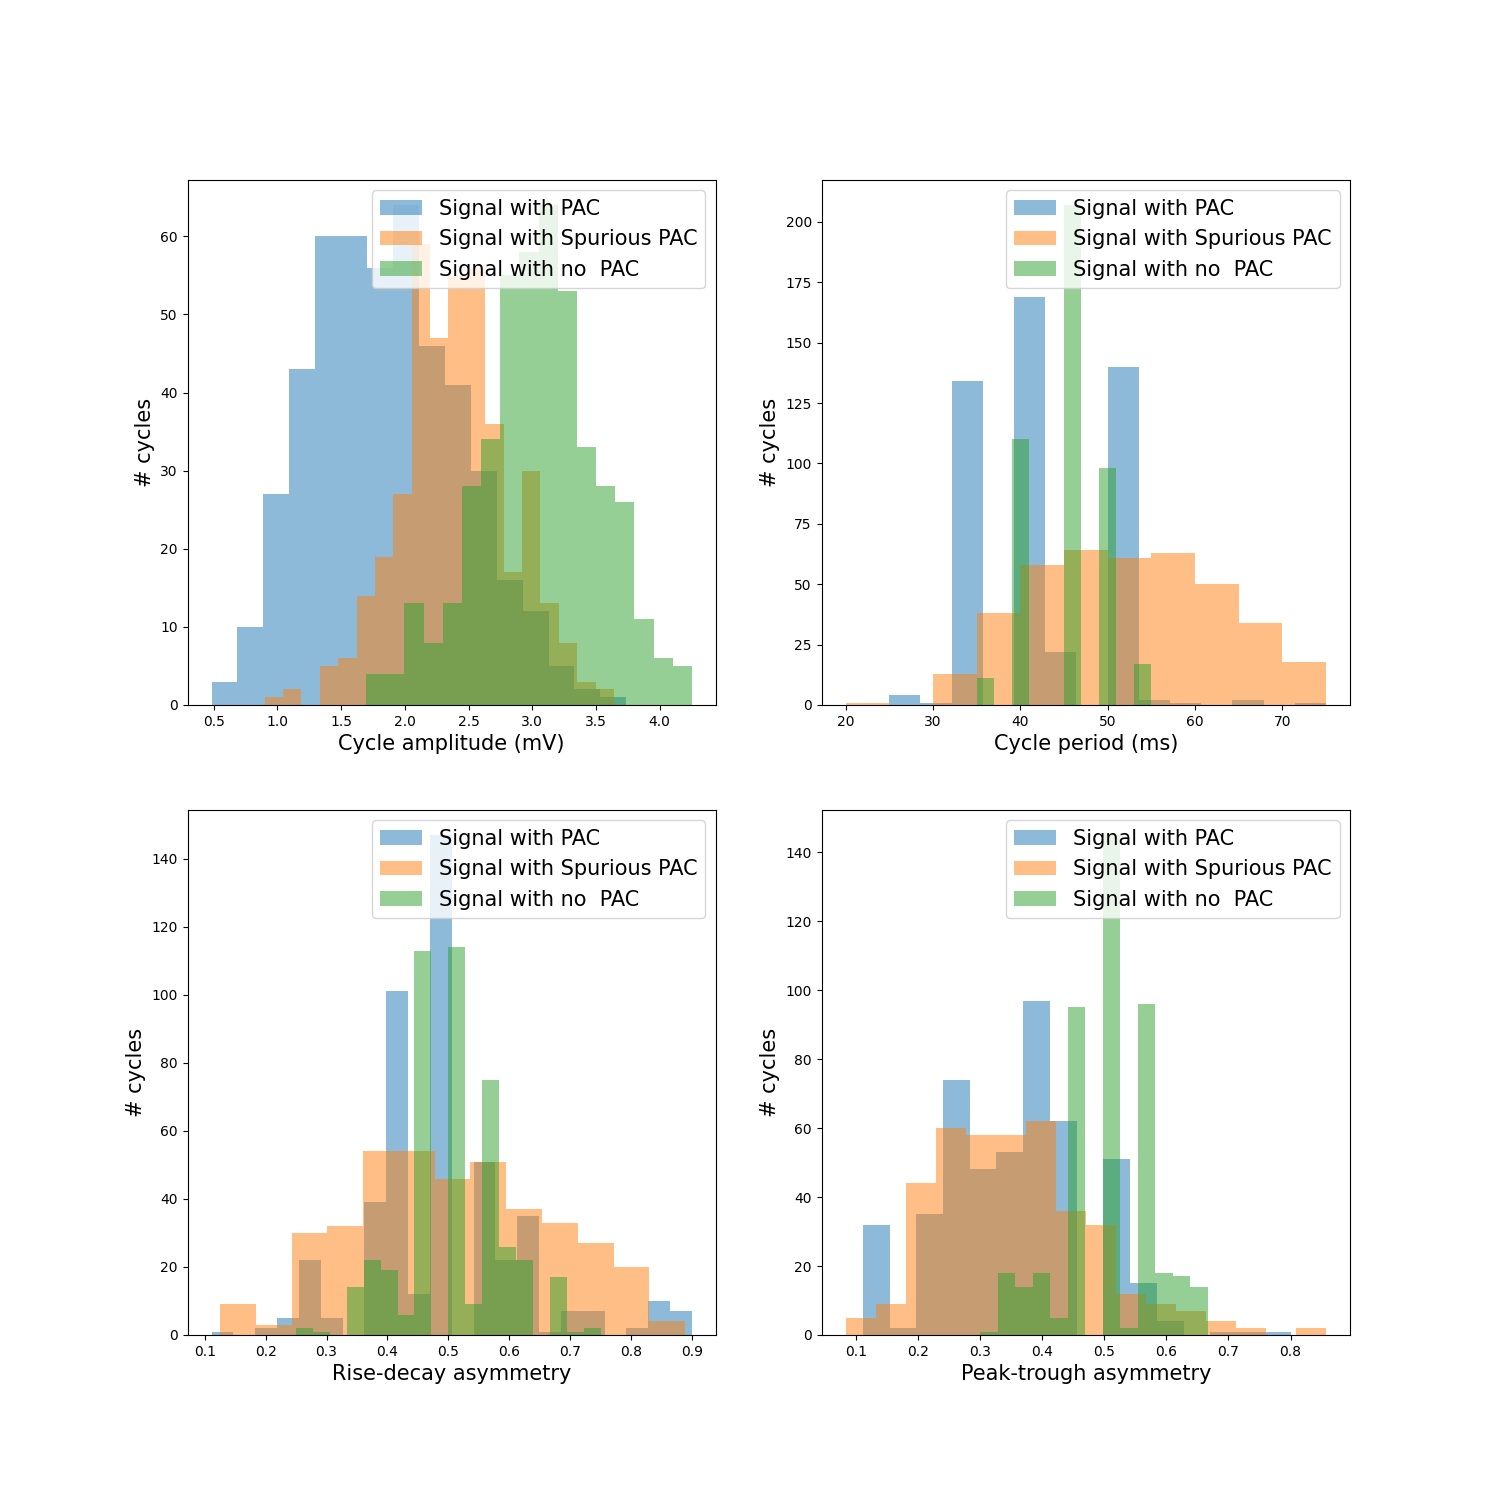 Signal with PAC
Signal with Spurious PAC
Signal with no  PAC
60
50
40
30
20
10
0
# cycles
0.5 1.0 1.5 2.0 2.5 3.0 3.5 4.0
Cycle amplitude (mV)
Signal with PAC
Signal with Spurious PAC
Signal with no  PAC
200
175
150
125
100
75
50
25
0
# cycles
20 30 40 50 60 70
Cycle period (ms)
Signal with PAC
Signal with Spurious PAC
Signal with no  PAC
140
120
100
80
60
40
20
0
# cycles
0.1 0.2 0.3 0.4 0.5 0.6 0.7 0.8 0.9
Rise-decay asymmetry
Signal with PAC
Signal with Spurious PAC
Signal with no  PAC
140
120
100
80
60
40
20
0
# cycles
0.1 0.2 0.3 0.4 0.5 0.6 0.7 0.8
Peak-trough asymmetry